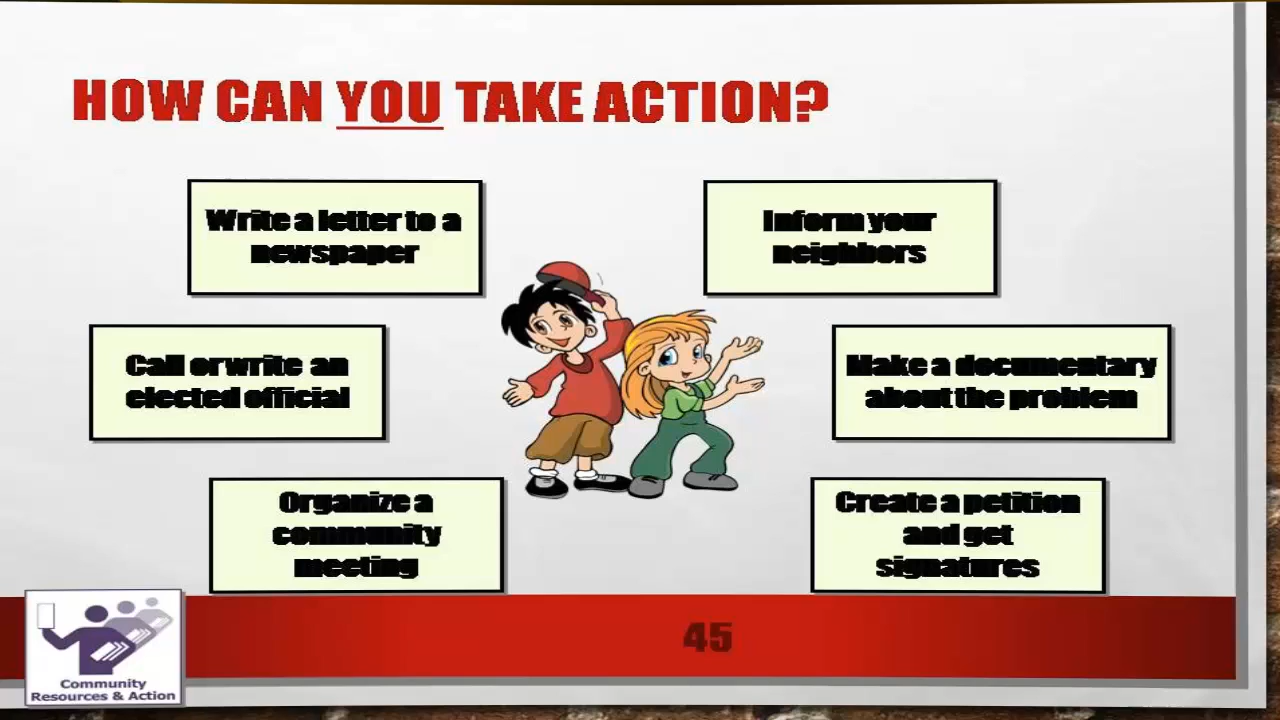 HOW CAN YOU TAKE ACTION?
Write a letter to a
newspaper
Inform your
neighbors
Call or write an
elected official
Make a documentary
about the problem
Organize a
community
meeting
Create a petition
and get
signatures
45
Community
Resources & Action